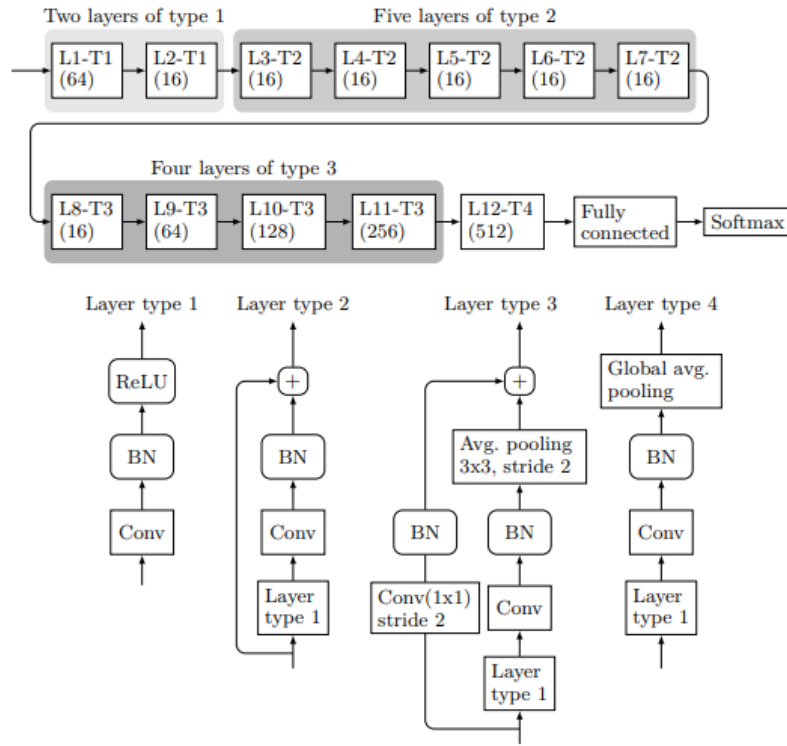 Two layers of type 1
Five layers of type 2
L1-T1
(64)
L2-T1
(16)
L3-T2
(16)
L4-T2
(16)
L5-T2
(16)
L6-T2
(16)
L7-T2
(16)
Four layers of type 3
L8-T3
(16)
L9-T3
(64)
L10-T3
(128)
L11-T3
(256)
L12-T4
(512)
Fully
connected
Softmax
Layer type 1
ReLU
BN
Conv
Layer type 2
+
BN
Conv
Layer
type 1
Layer type 3
+
Avg. pooling
3x3, stride 2
BN
BN
Conv(1x1)
stride 2
Conv
Layer
type 1
Layer type 4
Global avg.
pooling
BN
Conv
Layer
type 1